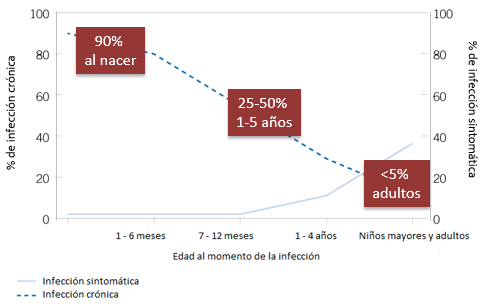 100
80
60
40
20
0
% de infección crónica
100
80
60
40
20
0
% de infección sintomática
90%
al nacer
25-50%
1-5 años
<5%
adultos
1 - 6 meses
7 - 12 meses
1 - 4 años
Niños mayores y adultos
Edad al momento de la infección
Infección sintomática
Infección crónica